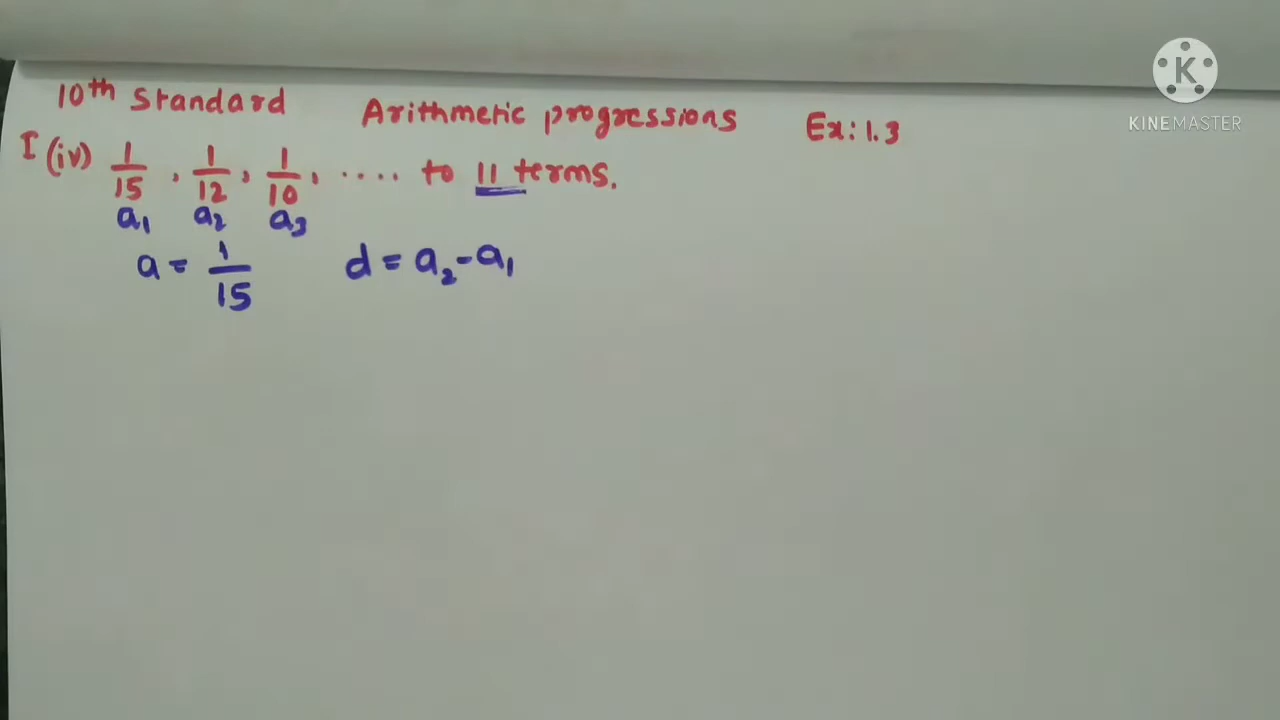 10th Standard Arithmetic progressions Ex: 1.3
KINEMASTER
I (iv) 1/15, 1/12, 1/10, .... to 11 terms.
a1 a2 a3
a = 1/15 d = a2 - a1